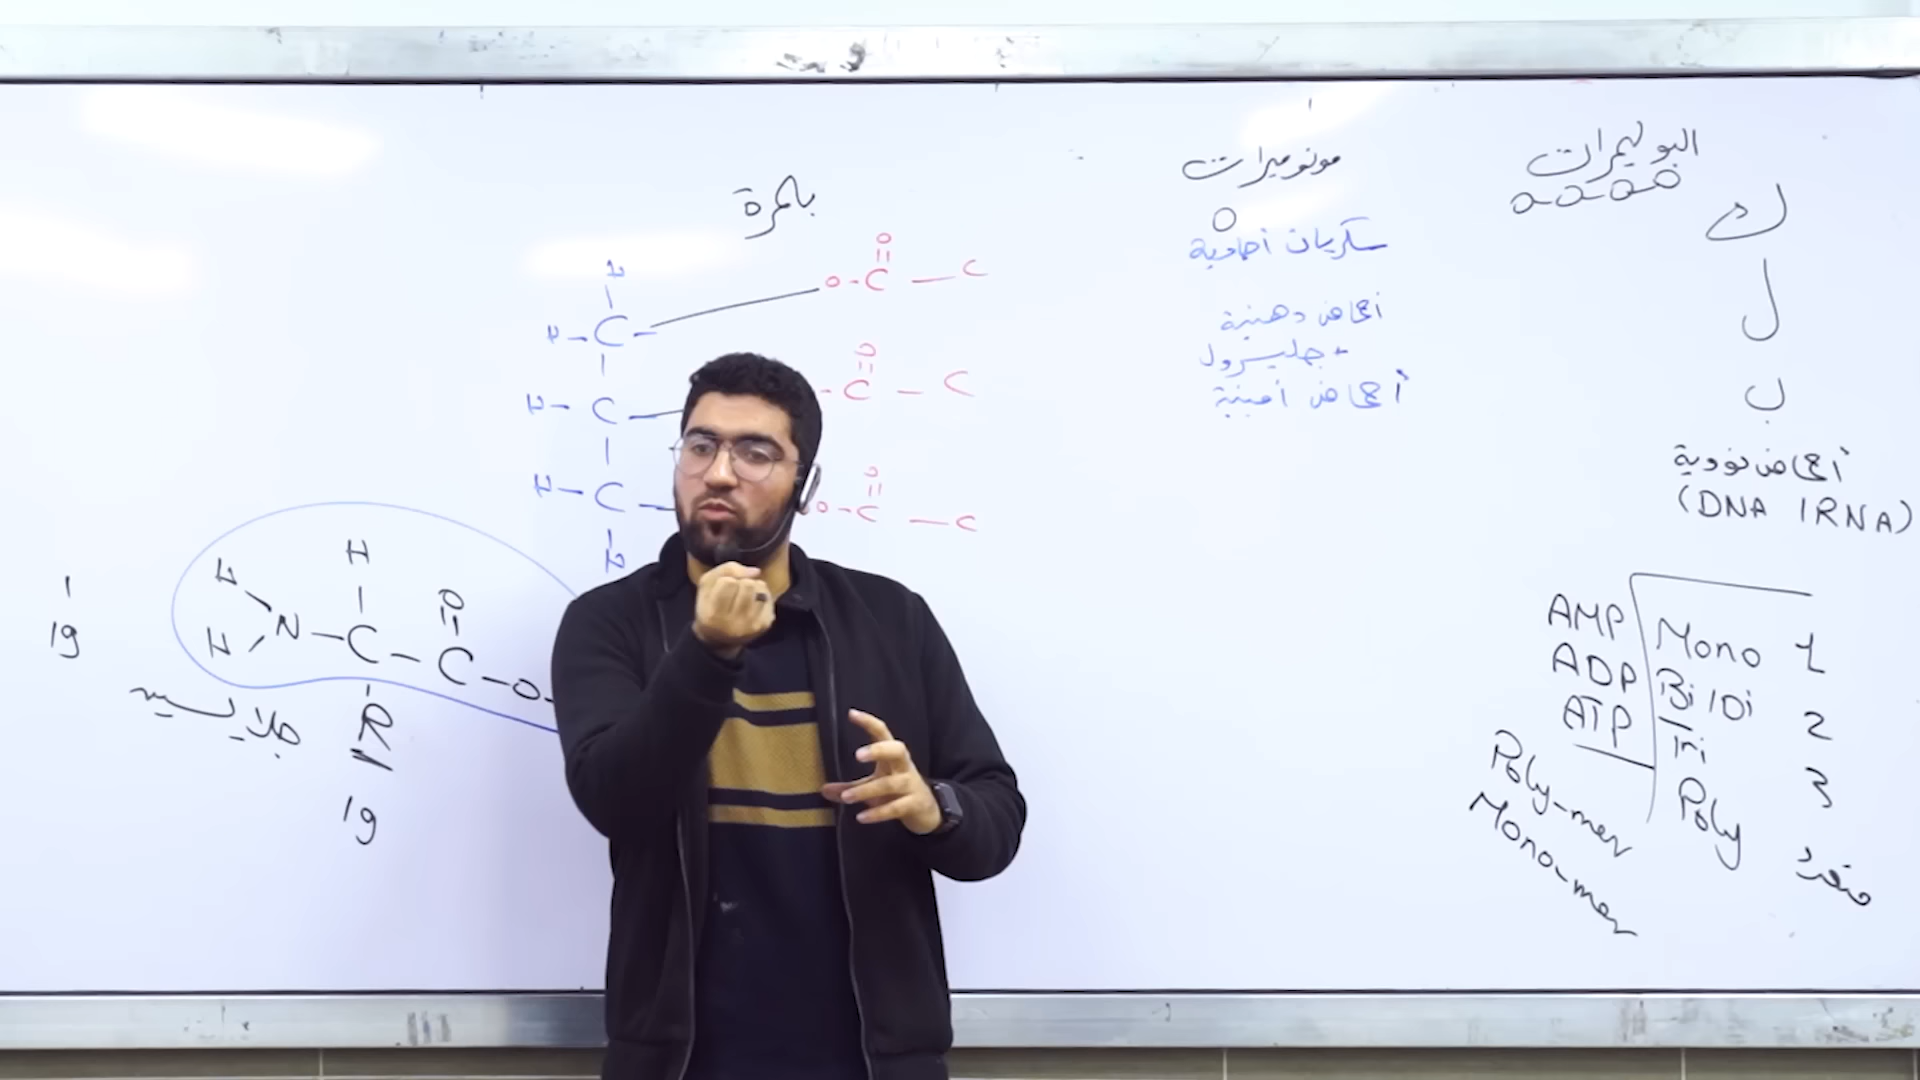 البوليمرات
ك
ل
ب
أحماض نووية
(DNA / RNA)
مونوميرات
سكريات أحادية
أحماض دهنية
+ جليسرول
أحماض أمينية
بلمرة
H
H - C -
H - C -
H - C -
H
O
O - C - C
O
- C - C
O
O - C - C
H
H
N - C - C - O -
H
O
R
جلايسين
19
1
19
AMP Mono 1
ADP Bi / Di 2
ATP Tri 3
Poly متعدد
Poly-mer
Mono-mer